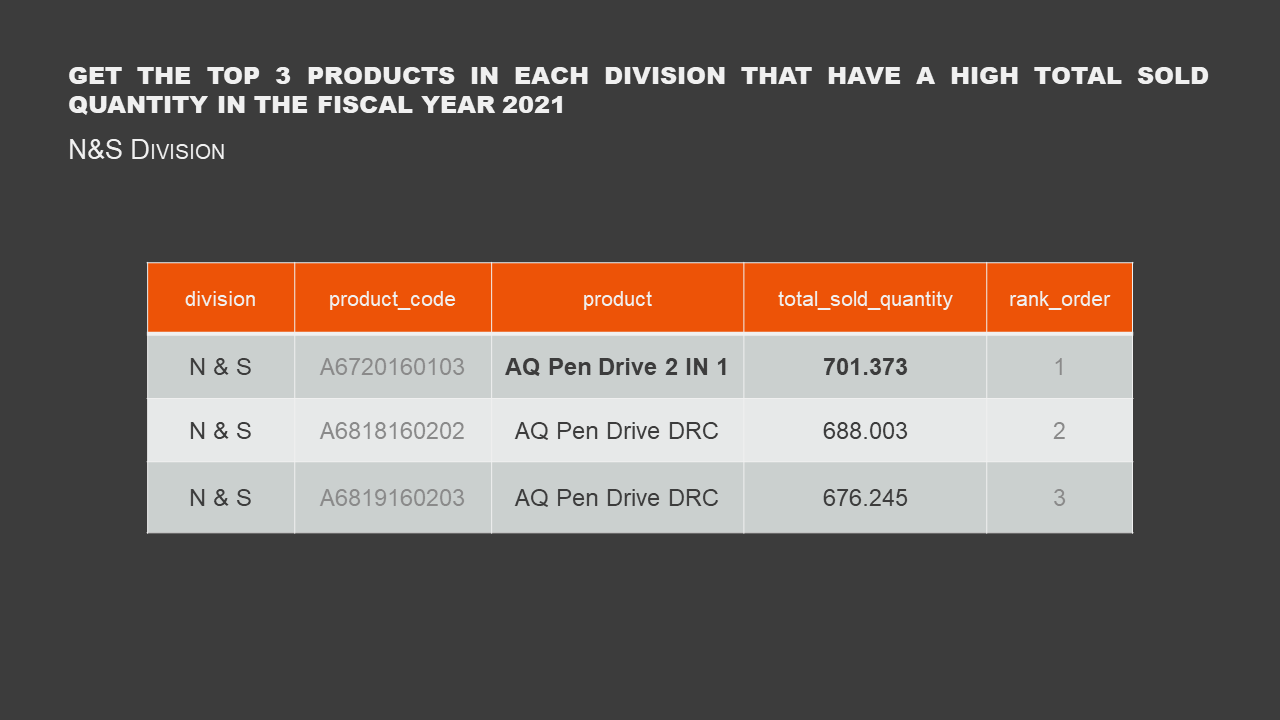 GET THE TOP 3 PRODUCTS IN EACH DIVISION THAT HAVE A HIGH TOTAL SOLD
QUANTITY IN THE FISCAL YEAR 2021
N&S Division
division product_code product total_sold_quantity rank_order
N & S A6720160103 AQ Pen Drive 2 IN 1 701.373 1
N & S A6818160202 AQ Pen Drive DRC 688.003 2
N & S A6819160203 AQ Pen Drive DRC 676.245 3